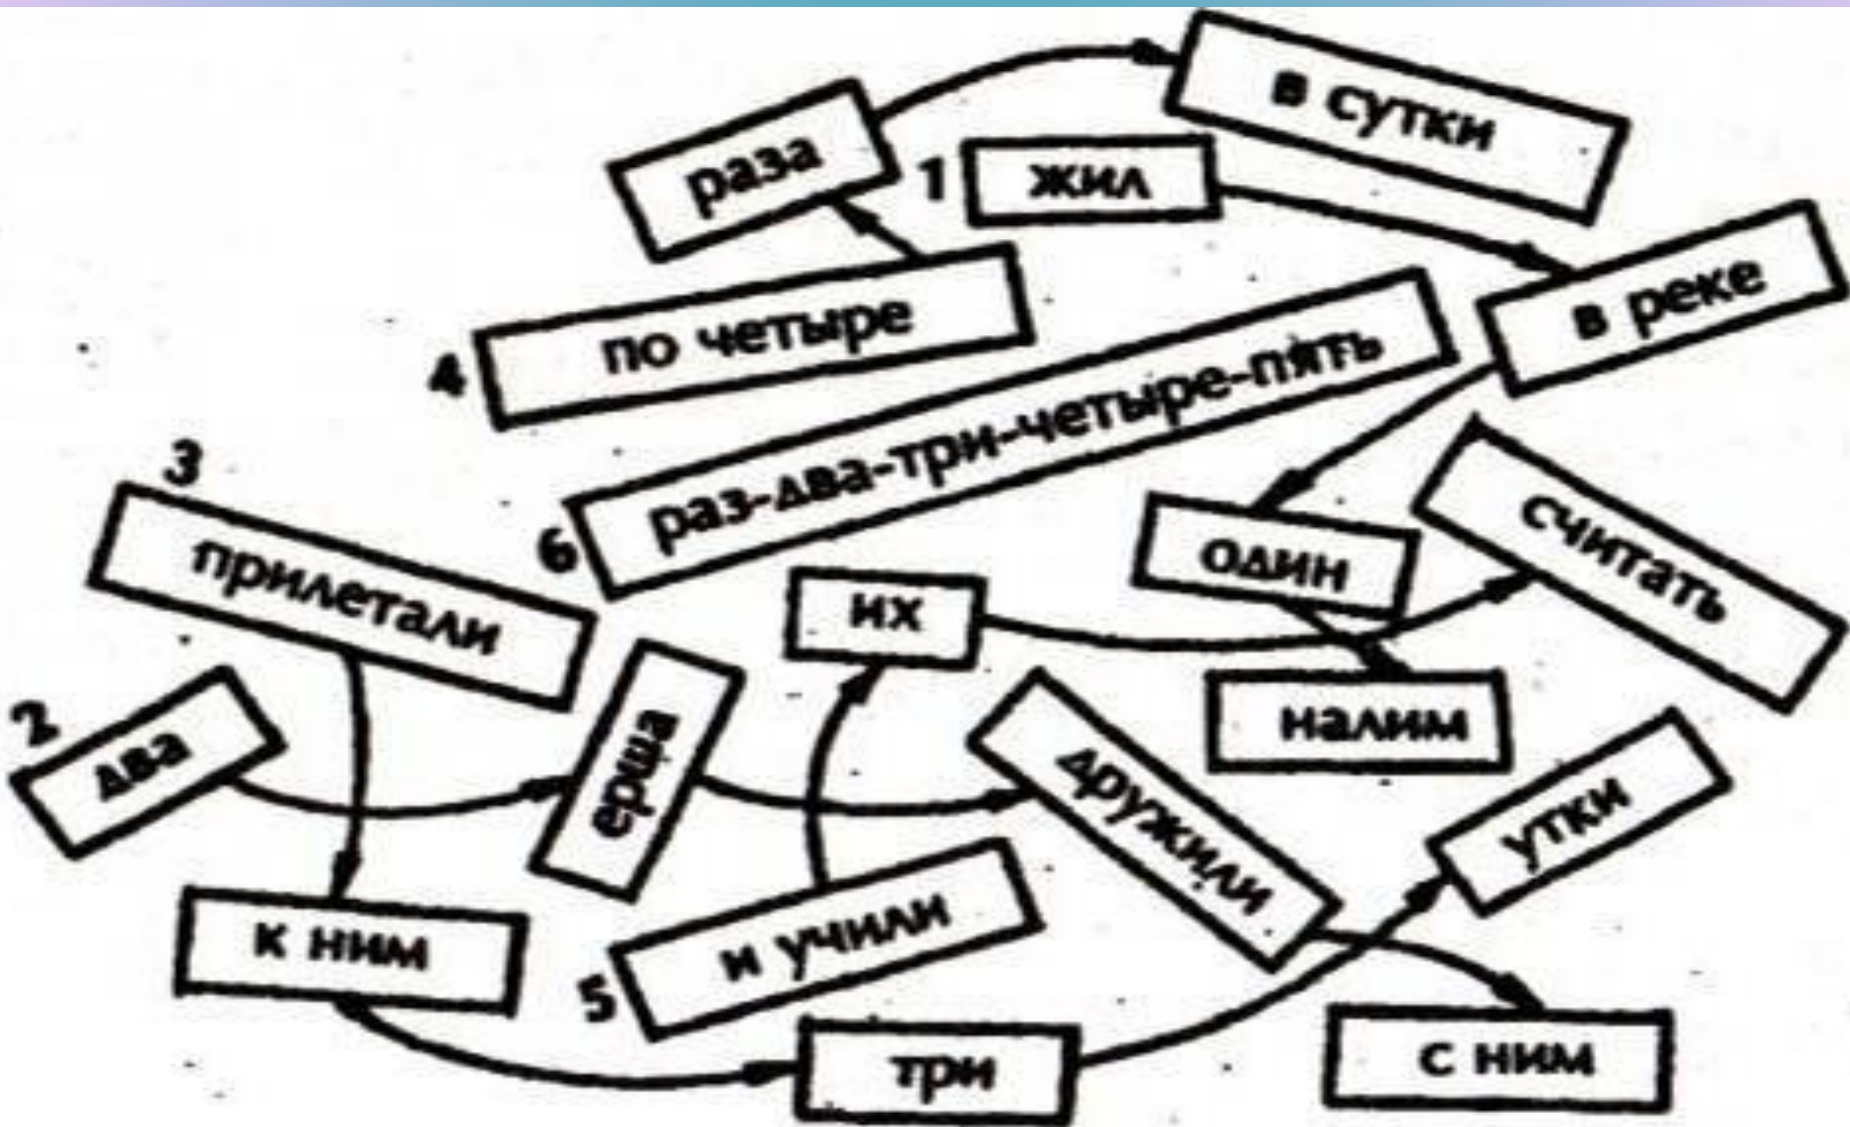 1 жил
в реке
один
налим
2 два
ерша
дружили
с ним
3 прилетали
к ним
три
утки
4 по четыре
раза
в сутки
5 и учили
их
считать
6 раз-два-три-четыре-пять